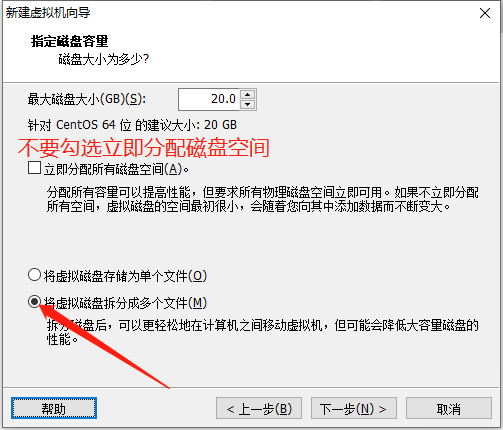 新建虚拟机向导
指定磁盘容量
磁盘大小为多少?
最大磁盘大小(GB)(S):
20.0
针对 CentOS 64 位 的建议大小: 20 GB
不要勾选立即分配磁盘空间
立即分配所有磁盘空间(A)。
分配所有容量可以提高性能，但要求所有物理磁盘空间立即可用。如果不立即分配
所有空间，虚拟磁盘的空间最初很小，会随着您向其中添加数据而不断变大。
将虚拟磁盘存储为单个文件(O)
将虚拟磁盘拆分成多个文件(M)
拆分磁盘后，可以更轻松地在计算机之间移动虚拟机，但可能会降低大容量磁盘的
性能。
帮助
< 上一步(B)
下一步(N) >
取消